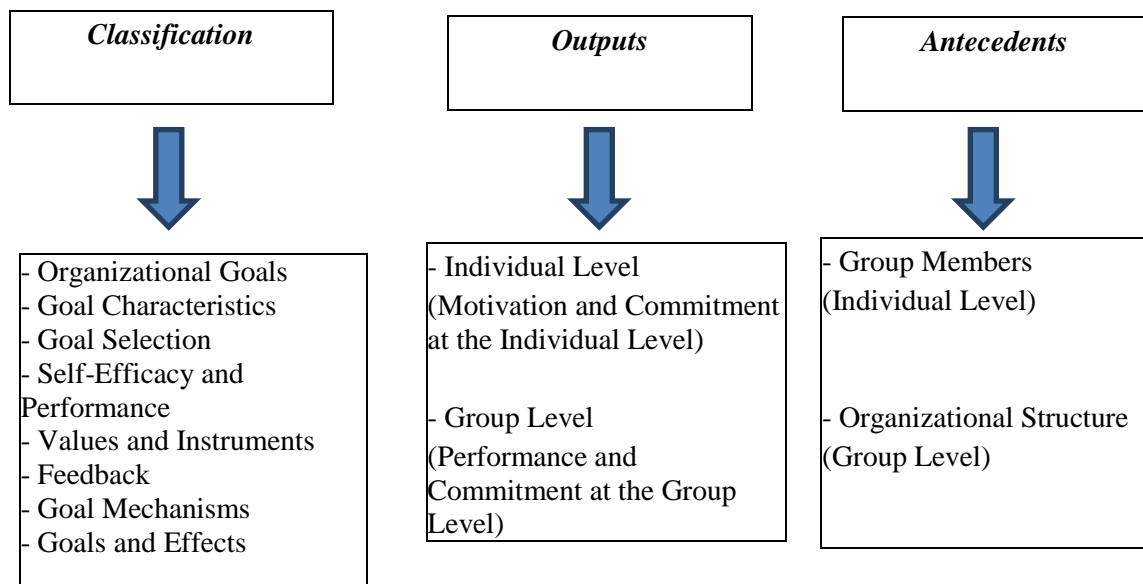 Classification
Outputs
Antecedents
- Organizational Goals
- Goal Characteristics
- Goal Selection
- Self-Efficacy and
Performance
- Values and Instruments
- Feedback
- Goal Mechanisms
- Goals and Effects
- Individual Level
(Motivation and Commitment
at the Individual Level)
- Group Level
(Performance and
Commitment at the Group
Level)
- Group Members
(Individual Level)
- Organizational Structure
(Group Level)